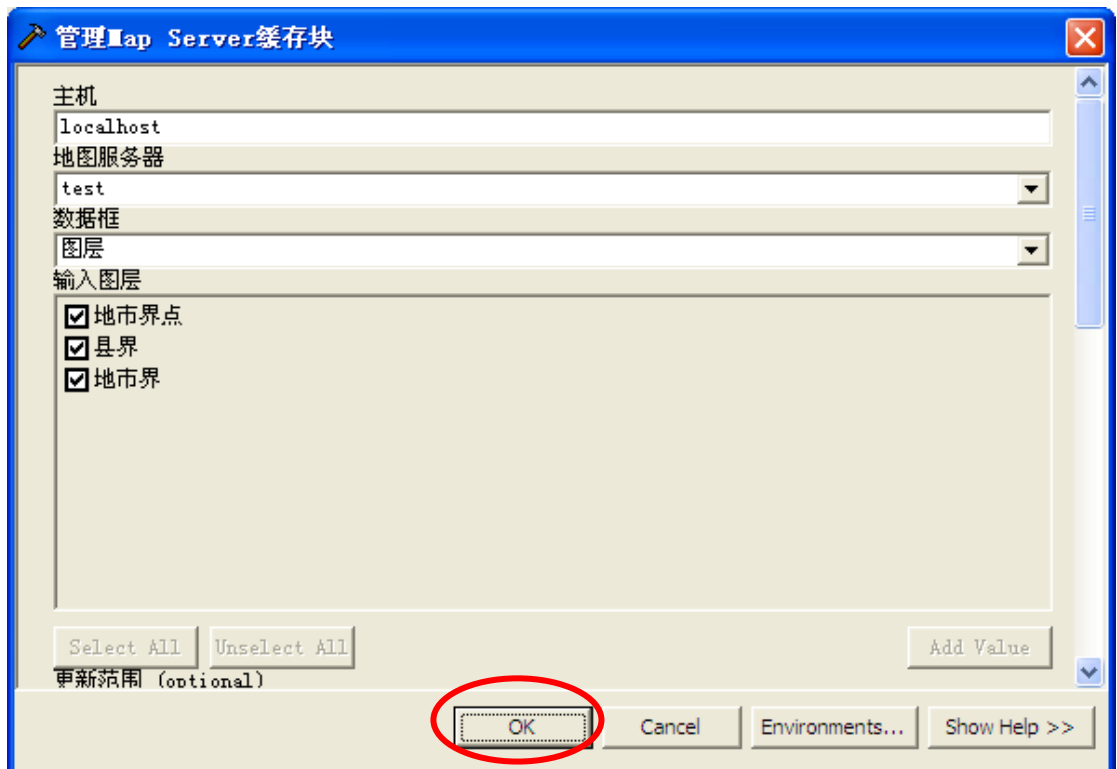 管理Map Server缓存块
主机
localhost
地图服务器
test
数据框
图层
输入图层
地市界点
县界
地市界
Select All Unselect All Add Value
更新范围 (optional)
OK Cancel Environments... Show Help >>